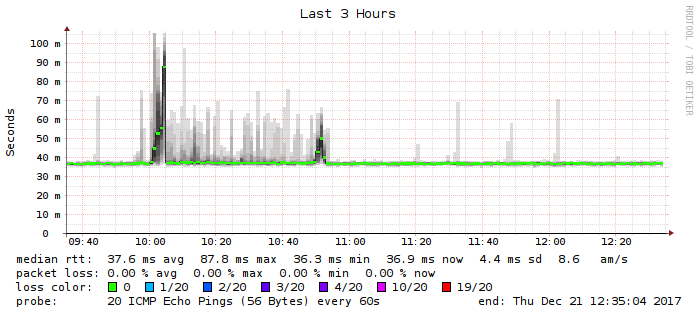 Last 3 Hours
RRDTOOL / TOBI OETIKER
Seconds
100 m
90 m
80 m
70 m
60 m
50 m
40 m
30 m
20 m
10 m
0
09:40 10:00 10:20 10:40 11:00 11:20 11:40 12:00 12:20
median rtt: 37.6 ms avg 87.8 ms max 36.3 ms min 36.9 ms now 4.4 ms sd 8.6 am/s
packet loss: 0.00 % avg 0.00 % max 0.00 % min 0.00 % now
loss color: 0 1/20 2/20 3/20 4/20 10/20 19/20
probe: 20 ICMP Echo Pings (56 Bytes) every 60s end: Thu Dec 21 12:35:04 2017